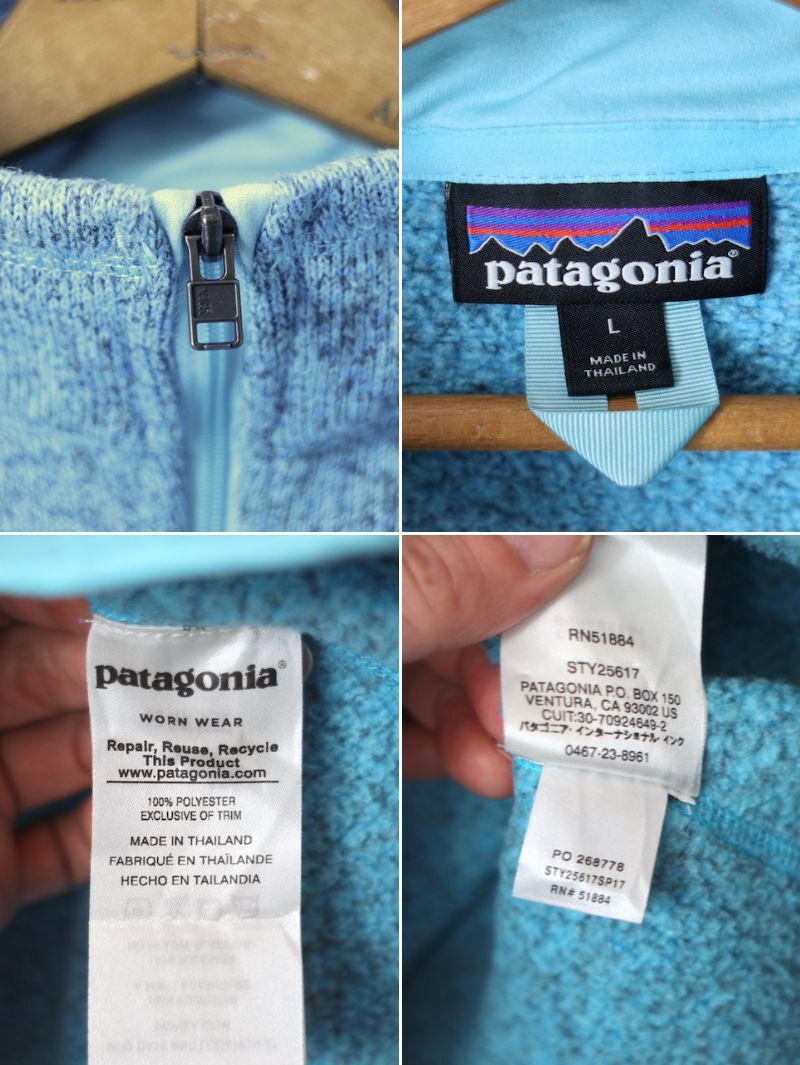 patagonia®
L
MADE IN
THAILAND
patagonia®
WORN WEAR
Repair, Reuse, Recycle
This Product
www.patagonia.com
100% POLYESTER
EXCLUSIVE OF TRIM
MADE IN THAILAND
FABRIQUÉ EN THAÏLANDE
HECHO EN TAILANDIA
RN51884
STY25617
PATAGONIA P.O. BOX 150
VENTURA, CA 93002 US
CUIT:30-70924649-2
パタゴニア・インターナショナル インク
0467-23-8961
PO 268778
STY25617SP17
RN# 51884